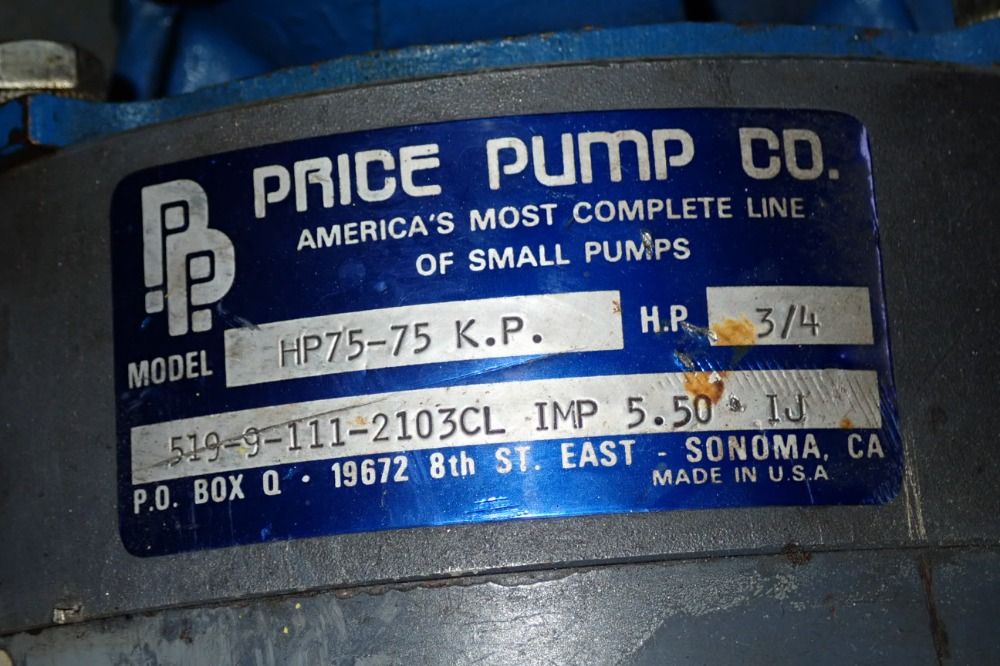 PP
PRICE PUMP CO.
AMERICA'S MOST COMPLETE LINE
OF SMALL PUMPS
MODEL HP75-75 K.P. H.P. 3/4
519-9-111-2103CL IMP 5.50 IJ
P.O. BOX Q · 19672 8th ST. EAST - SONOMA, CA
MADE IN U.S.A